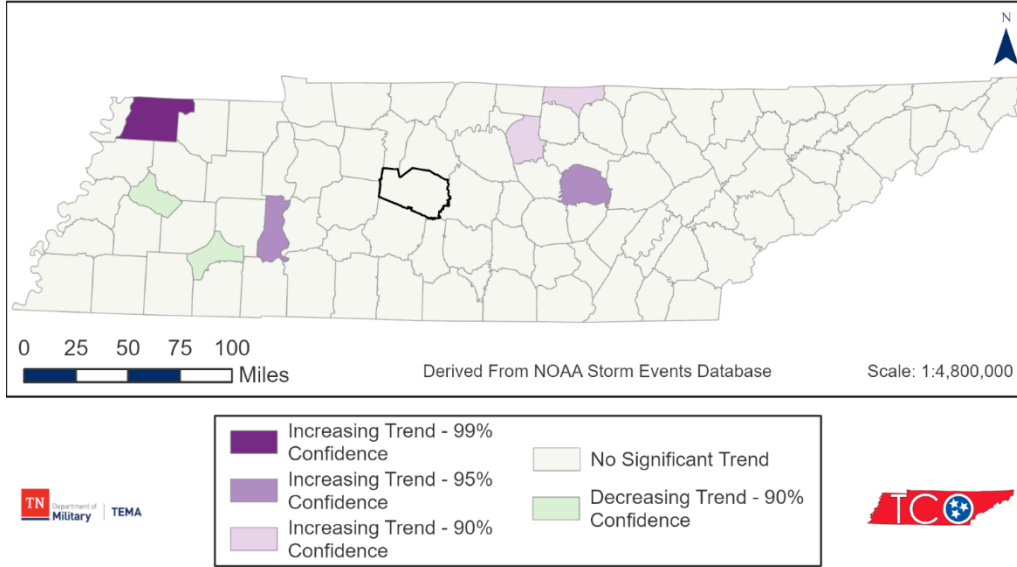 N
0 25 50 75 100
Miles
Derived From NOAA Storm Events Database
Scale: 1:4,800,000
Increasing Trend - 99%
Confidence
Increasing Trend - 95%
Confidence
Increasing Trend - 90%
Confidence
No Significant Trend
Decreasing Trend - 90%
Confidence
TN
Department of
Military
TEMA
TCO